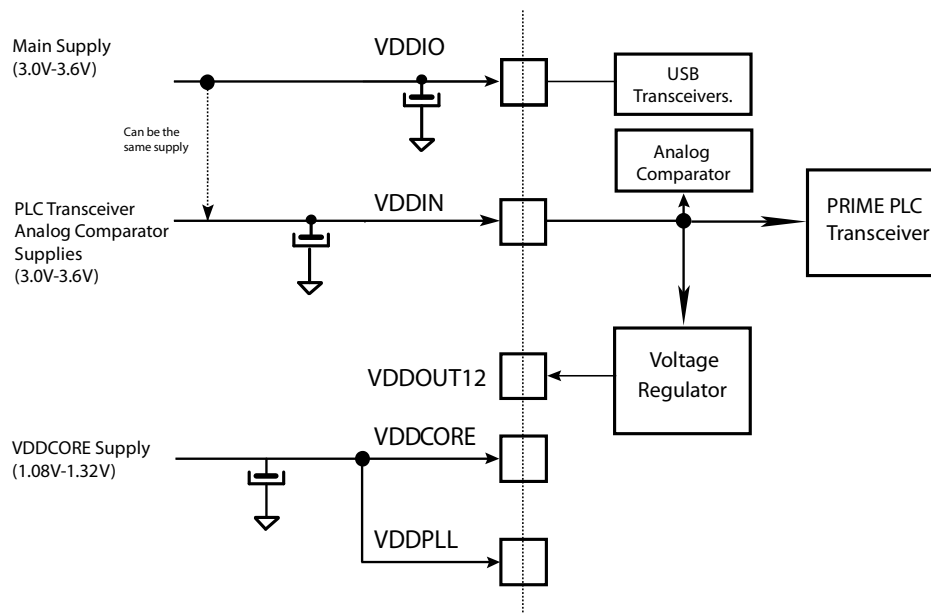 Main Supply
(3.0V-3.6V)
VDDIO
USB
Transceivers.
Can be the
same supply
Analog
Comparator
PLC Transceiver
Analog Comparator
Supplies
(3.0V-3.6V)
VDDIN
PRIME PLC
Transceiver
Voltage
Regulator
VDDOUT12
VDDCORE Supply
(1.08V-1.32V)
VDDCORE
VDDPLL